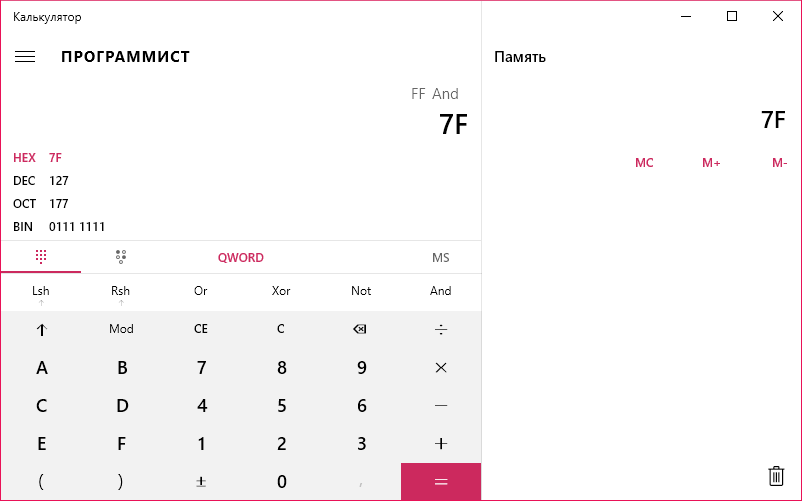 Калькулятор
ПРОГРАММИСТ
Память
FF And
7F
7F
MC M+ M-
HEX 7F
DEC 127
OCT 177
BIN 0111 1111
QWORD MS
Lsh Rsh Or Xor Not And
↑ Mod CE C ÷
A B 7 8 9 ×
C D 4 5 6 −
E F 1 2 3 +
( ) ± 0 , =